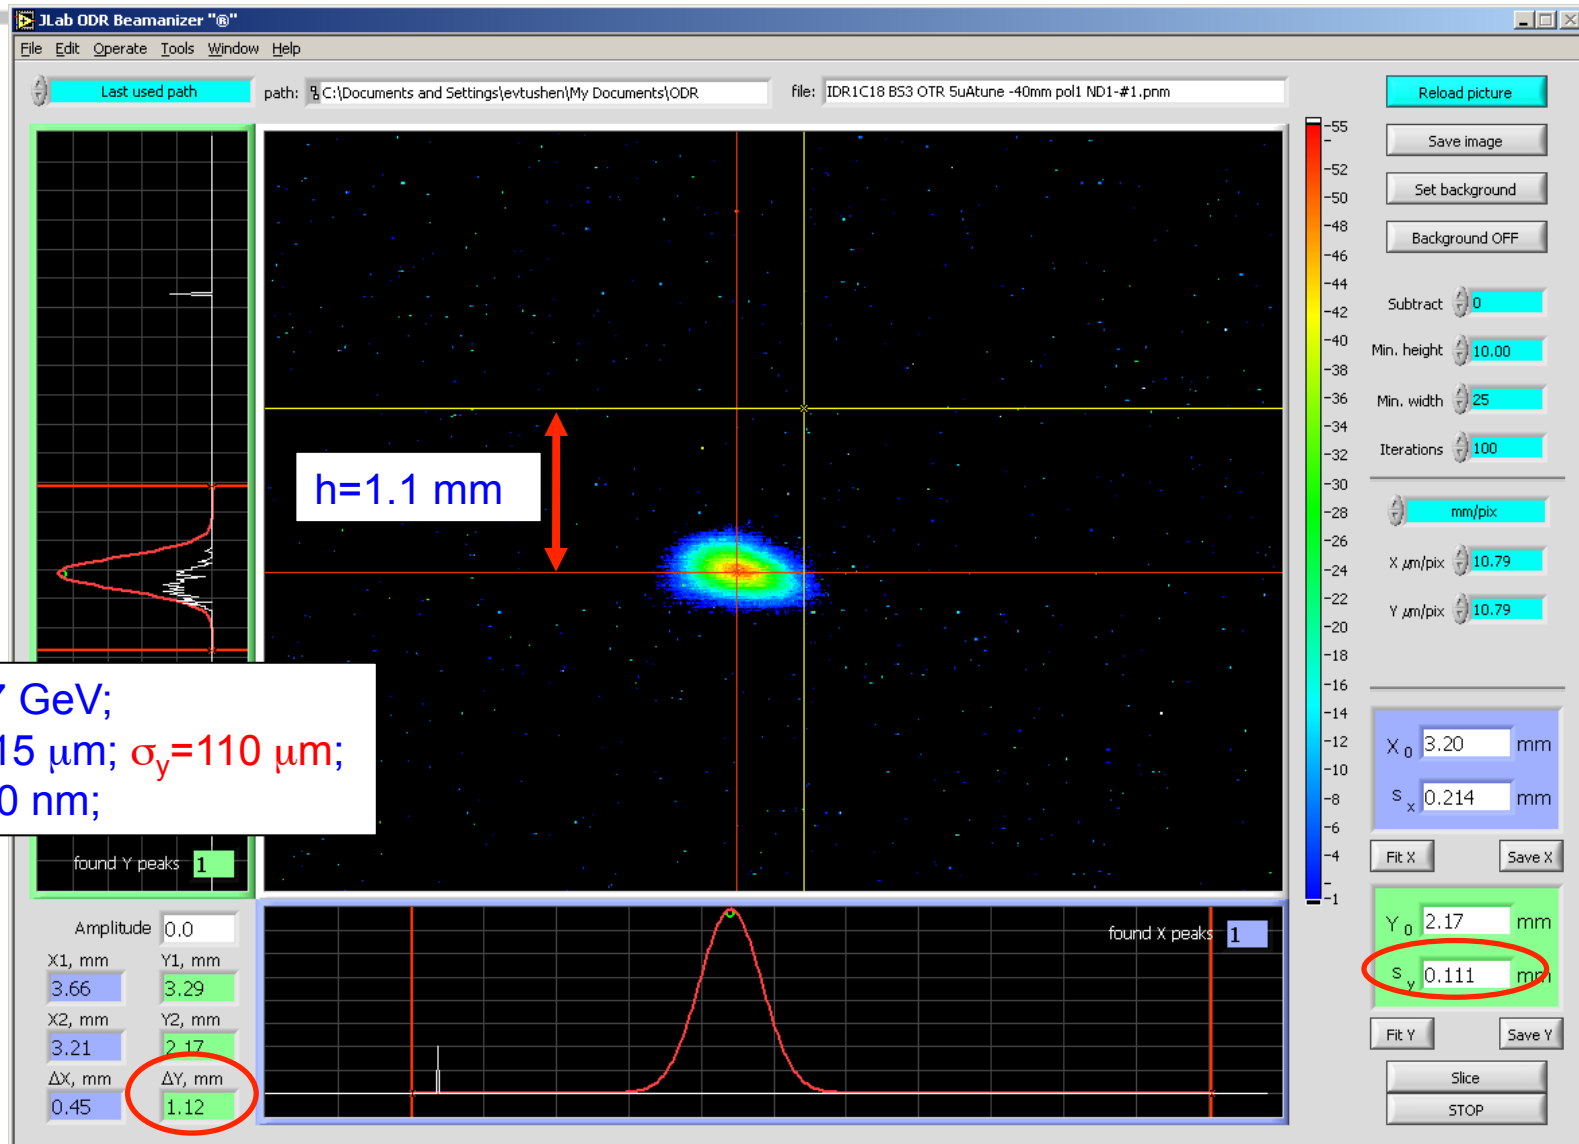 JLab ODR Beamanizer "®"
File Edit Operate Tools Window Help
Last used path
path: C:\Documents and Settings\evtushen\My Documents\ODR
file: IDR1C18 BS3 OTR 5uAtune -40mm pol1 ND1-#1.pnm
Reload picture
Save image
Set background
Background OFF
Subtract 0
Min. height 10.00
Min. width 25
Iterations 100
mm/pix
X µm/pix 10.79
Y µm/pix 10.79
-55
-52
-50
-48
-46
-44
-42
-40
-38
-36
-34
-32
-30
-28
-26
-24
-22
-20
-18
-16
-14
-12
-10
-8
-6
-4
-1
h=1.1 mm
7 GeV;
15 µm; σy=110 µm;
0 nm;
found Y peaks 1
X0 3.20 mm
Sx 0.214 mm
Fit X Save X
Y0 2.17 mm
Sy 0.111 mm
Fit Y Save Y
Slice
STOP
Amplitude 0.0
X1, mm Y1, mm
3.66 3.29
X2, mm Y2, mm
3.21 2.17
ΔX, mm ΔY, mm
0.45 1.12
found X peaks 1